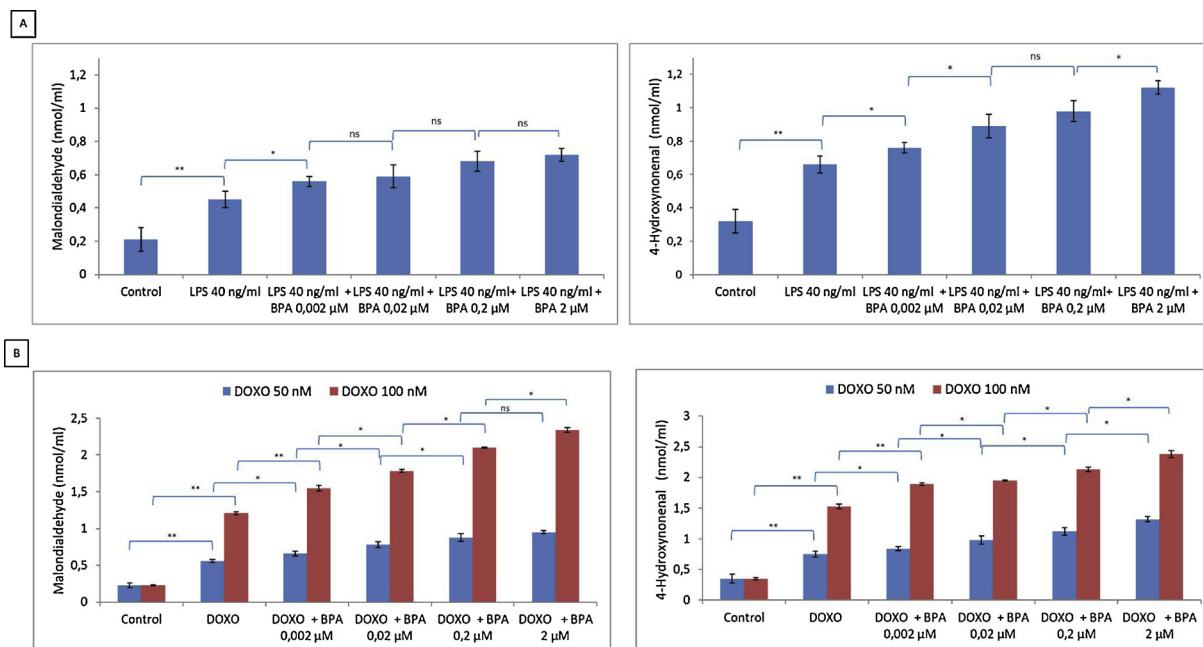 A
Malondialdehyde (nmol/ml)
1,2
1
0,8
0,6
0,4
0,2
0
**
*
ns
ns
ns
Control
LPS 40 ng/ml
LPS 40 ng/ml +
BPA 0,002 µM
LPS 40 ng/ml +
BPA 0,02 µM
LPS 40 ng/ml+
BPA 0,2 µM
LPS 40 ng/ml +
BPA 2 µM
4-Hydroxynonenal (nmol/ml)
1,2
1
0,8
0,6
0,4
0,2
0
**
*
*
ns
*
Control
LPS 40 ng/ml
LPS 40 ng/ml +
BPA 0,002 µM
LPS 40 ng/ml +
BPA 0,02 µM
LPS 40 ng/ml+
BPA 0,2 µM
LPS 40 ng/ml +
BPA 2 µM
B
DOXO 50 nM
DOXO 100 nM
Malondialdehyde (nmol/ml)
2,5
2
1,5
1
0,5
0
**
**
*
**
*
*
*
*
ns
*
Control
DOXO
DOXO + BPA
0,002 µM
DOXO + BPA
0,02 µM
DOXO + BPA
0,2 µM
DOXO + BPA
2 µM
DOXO 50 nM
DOXO 100 nM
4-Hydroxynonenal (nmol/ml)
3
2,5
2
1,5
1
0,5
0
**
**
*
**
*
*
*
*
*
*
Control
DOXO
DOXO + BPA
0,002 µM
DOXO + BPA
0,02 µM
DOXO + BPA
0,2 µM
DOXO + BPA
2 µM